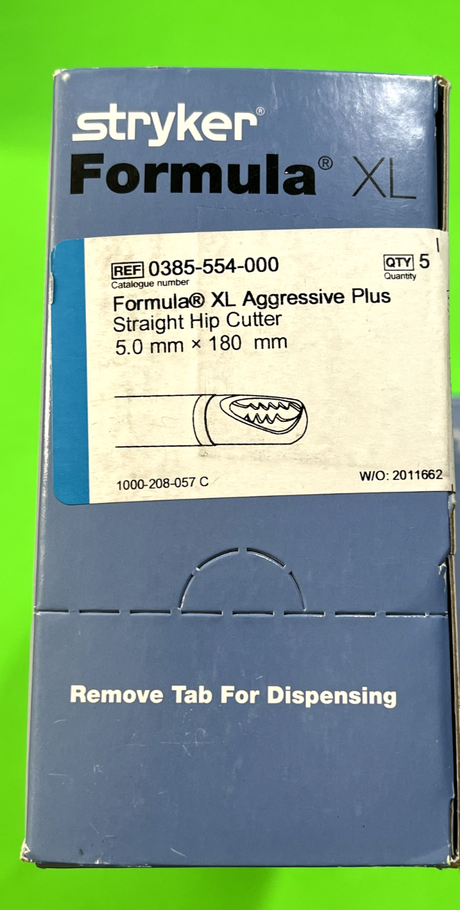 stryker®
Formula® XL
REF 0385-554-000
Catalogue number
QTY 5
Quantity
Formula® XL Aggressive Plus
Straight Hip Cutter
5.0 mm × 180 mm
1000-208-057 C
W/O: 2011662
Remove Tab For Dispensing